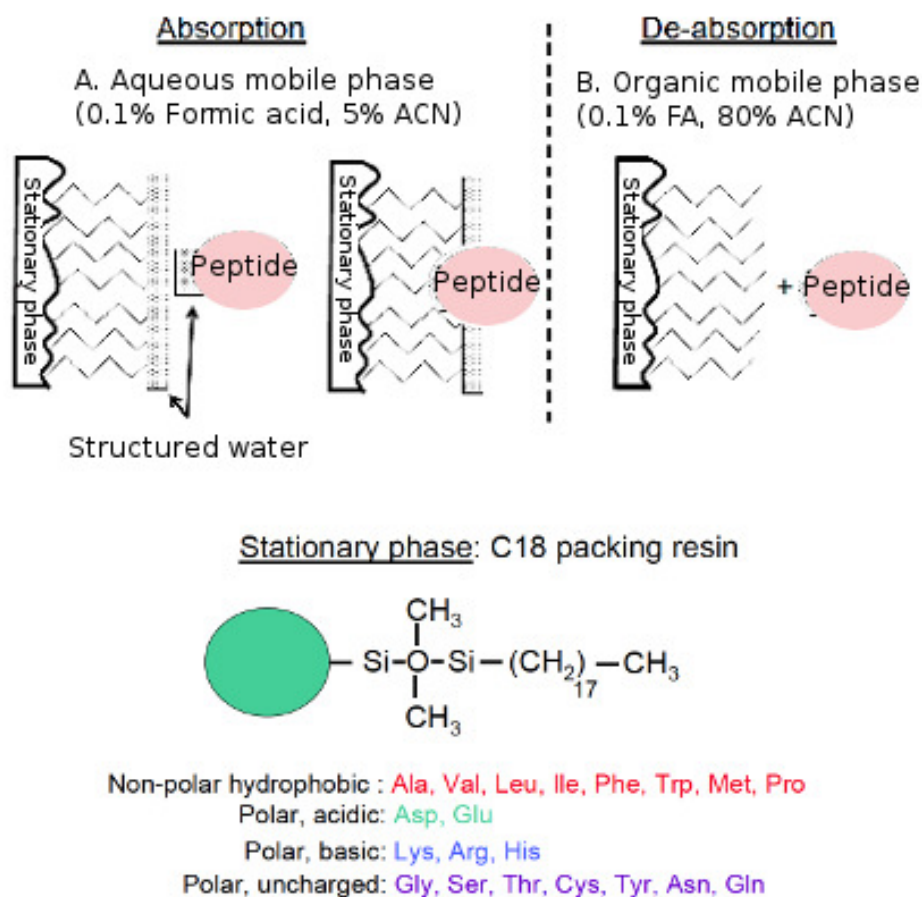 Absorption
De-absorption
A. Aqueous mobile phase
(0.1% Formic acid, 5% ACN)
B. Organic mobile phase
(0.1% FA, 80% ACN)
Stationary phase
Peptide
Stationary phase
Peptide
Stationary phase
+ Peptide
Structured water
Stationary phase: C18 packing resin
CH3
Si–O–Si–(CH2)17–CH3
CH3
Non-polar hydrophobic : Ala, Val, Leu, Ile, Phe, Trp, Met, Pro
Polar, acidic: Asp, Glu
Polar, basic: Lys, Arg, His
Polar, uncharged: Gly, Ser, Thr, Cys, Tyr, Asn, Gln